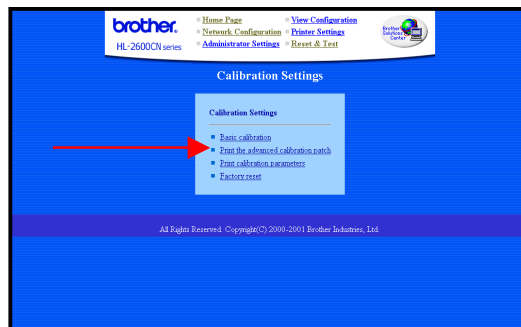 brother.
HL-2600CN series
Home Page
View Configuration
Network Configuration
Printer Settings
Administrator Settings
Reset & Test
Brother
Solutions
Center
Calibration Settings
Calibration Settings
Basic calibration
Print the advanced calibration patch
Print calibration parameters
Factory reset
All Rights Reserved. Copyright(C) 2000-2001 Brother Industries, Ltd.